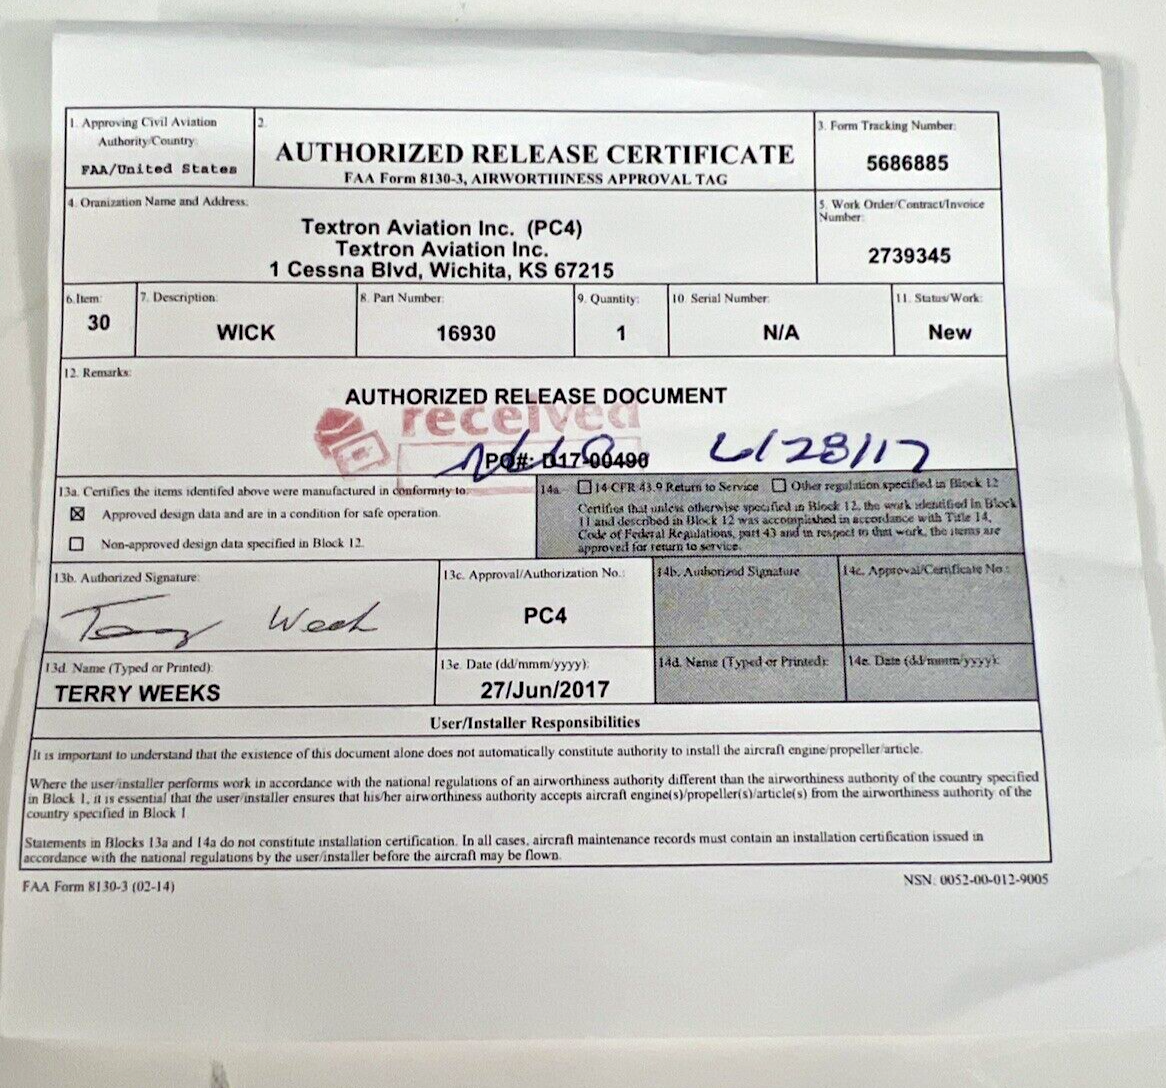 1. Approving Civil Aviation
Authority/Country:
FAA/United States
2.
AUTHORIZED RELEASE CERTIFICATE
FAA Form 8130-3, AIRWORTHINESS APPROVAL TAG
3. Form Tracking Number:
5686885
4. Oranization Name and Address:
Textron Aviation Inc. (PC4)
Textron Aviation Inc.
1 Cessna Blvd, Wichita, KS 67215
5. Work Order/Contract/Invoice
Number:
2739345
6. Item:
30
7. Description:
WICK
8. Part Number:
16930
9. Quantity:
1
10. Serial Number:
N/A
11. Status/Work:
New
12. Remarks:
AUTHORIZED RELEASE DOCUMENT
received
PO#: D17-00490
6/28/17
13a. Certifies the items identifed above were manufactured in conformity to:
Approved design data and are in a condition for safe operation.
Non-approved design data specified in Block 12.
14a. 14 CFR 43.9 Return to Service Other regulation specified in Block 12
Certifies that unless otherwise specified in Block 12, the work identified in Block
11 and described in Block 12 was accomplished in accordance with Title 14,
Code of Federal Regulations, part 43 and in respect to that work, the items are
approved for return to service.
13b. Authorized Signature:
Terry Weeks
13c. Approval/Authorization No.:
PC4
14b. Authorized Signature
14c. Approval/Certificate No.:
13d. Name (Typed or Printed):
TERRY WEEKS
13e. Date (dd/mmm/yyyy):
27/Jun/2017
14d. Name (Typed or Printed):
14e. Date (dd/mmm/yyyy):
User/Installer Responsibilities
It is important to understand that the existence of this document alone does not automatically constitute authority to install the aircraft engine/propeller/article.
Where the user/installer performs work in accordance with the national regulations of an airworthiness authority different than the airworthiness authority of the country specified
in Block 1, it is essential that the user/installer ensures that his/her airworthiness authority accepts aircraft engine(s)/propeller(s)/article(s) from the airworthiness authority of the
country specified in Block 1
Statements in Blocks 13a and 14a do not constitute installation certification. In all cases, aircraft maintenance records must contain an installation certification issued in
accordance with the national regulations by the user/installer before the aircraft may be flown.
FAA Form 8130-3 (02-14)
NSN: 0052-00-012-9005